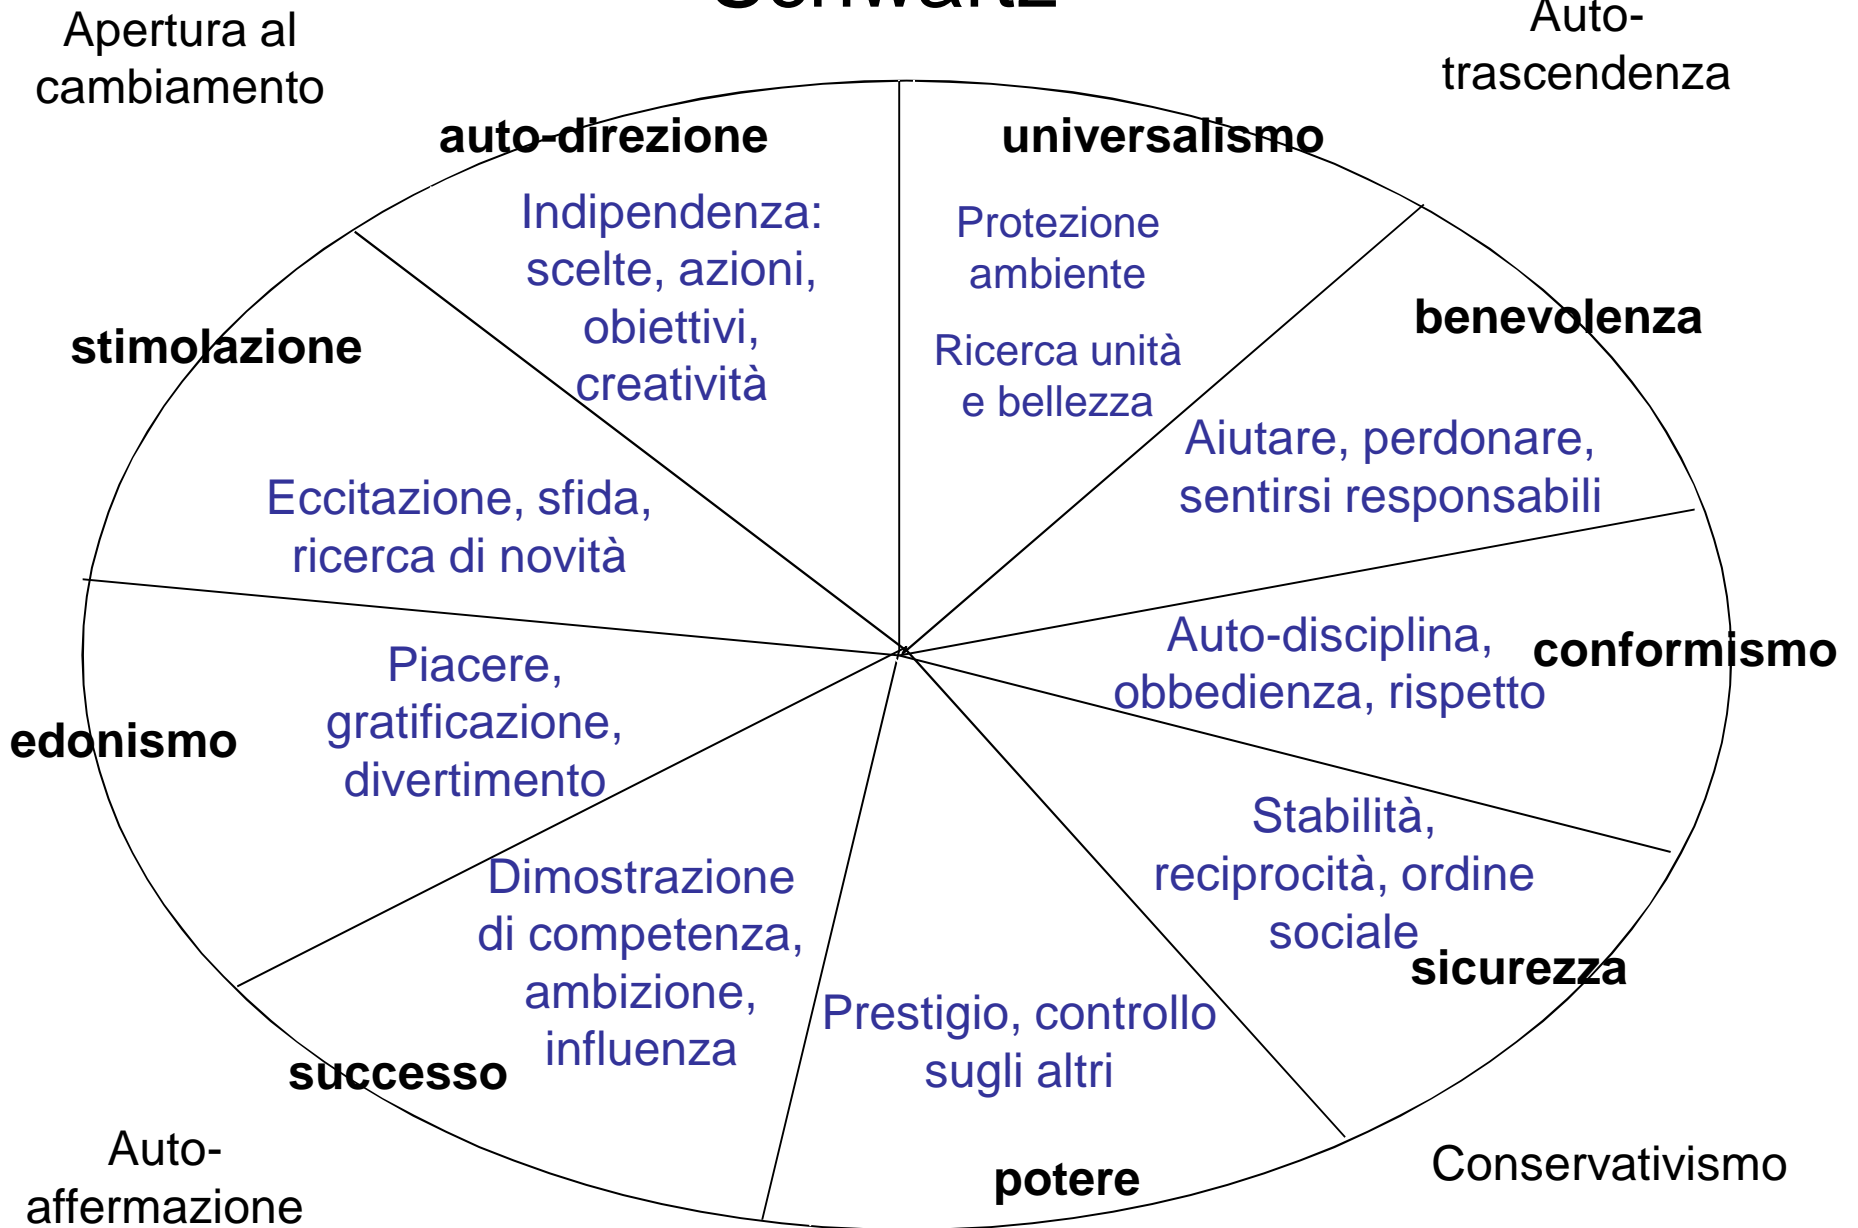 Schwartz
Apertura al
cambiamento
Auto-
trascendenza
auto-direzione
universalismo
Indipendenza:
scelte, azioni,
obiettivi,
creatività
Protezione
ambiente
Ricerca unità
e bellezza
stimolazione
benevolenza
Eccitazione, sfida,
ricerca di novità
Aiutare, perdonare,
sentirsi responsabili
Piacere,
gratificazione,
divertimento
edonismo
Auto-disciplina,
obbedienza, rispetto
conformismo
Dimostrazione
di competenza,
ambizione,
influenza
successo
Stabilità,
reciprocità, ordine
sociale
sicurezza
Prestigio, controllo
sugli altri
potere
Auto-
affermazione
Conservativismo